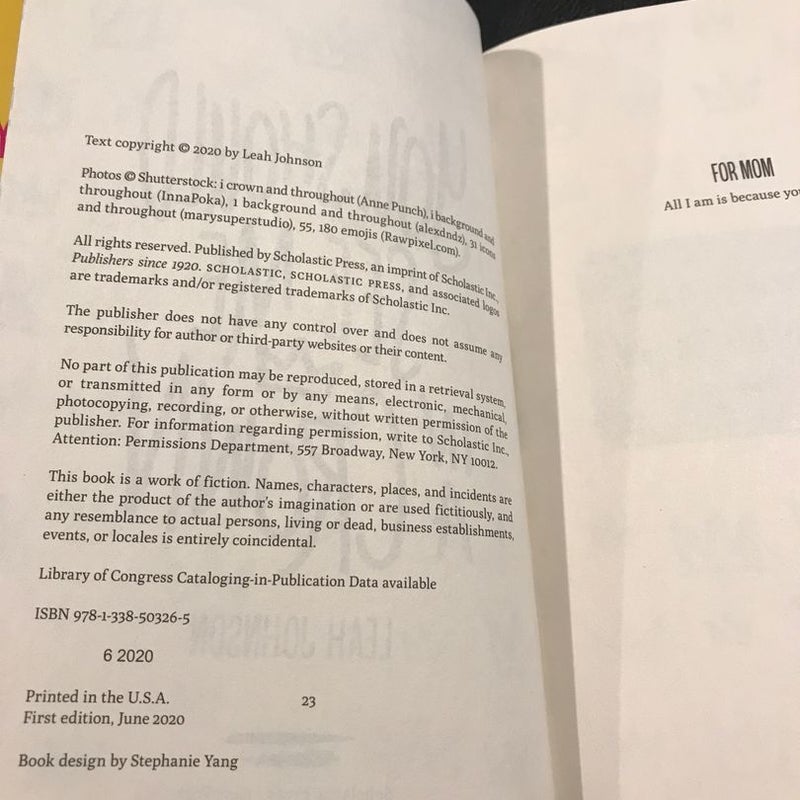 Text copyright © 2020 by Leah Johnson
Photos © Shutterstock: i crown and throughout (Anne Punch), i background and
throughout (InnaPoka), 1 background and throughout (alexdndz), 31 icons
and throughout (marysuperstudio), 55, 180 emojis (Rawpixel.com).
All rights reserved. Published by Scholastic Press, an imprint of Scholastic Inc.,
Publishers since 1920. SCHOLASTIC, SCHOLASTIC PRESS, and associated logos
are trademarks and/or registered trademarks of Scholastic Inc.
The publisher does not have any control over and does not assume any
responsibility for author or third-party websites or their content.
No part of this publication may be reproduced, stored in a retrieval system,
or transmitted in any form or by any means, electronic, mechanical,
photocopying, recording, or otherwise, without written permission of the
publisher. For information regarding permission, write to Scholastic Inc.,
Attention: Permissions Department, 557 Broadway, New York, NY 10012.
This book is a work of fiction. Names, characters, places, and incidents are
either the product of the author's imagination or are used fictitiously, and
any resemblance to actual persons, living or dead, business establishments,
events, or locales is entirely coincidental.
Library of Congress Cataloging-in-Publication Data available
ISBN 978-1-338-50326-5
6 2020
Printed in the U.S.A. 23
First edition, June 2020
Book design by Stephanie Yang
FOR MOM
All I am is because you